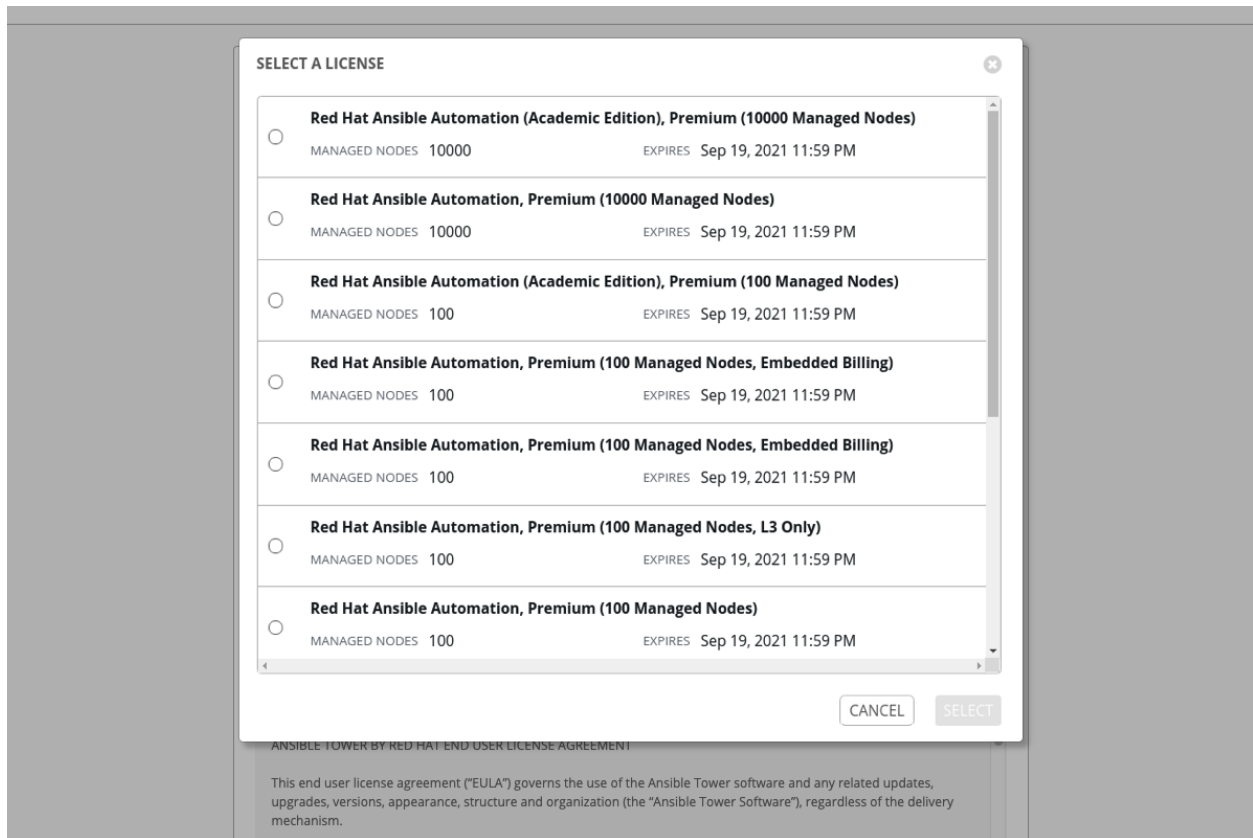 SELECT A LICENSE
Red Hat Ansible Automation (Academic Edition), Premium (10000 Managed Nodes)
MANAGED NODES 10000 EXPIRES Sep 19, 2021 11:59 PM
Red Hat Ansible Automation, Premium (10000 Managed Nodes)
MANAGED NODES 10000 EXPIRES Sep 19, 2021 11:59 PM
Red Hat Ansible Automation (Academic Edition), Premium (100 Managed Nodes)
MANAGED NODES 100 EXPIRES Sep 19, 2021 11:59 PM
Red Hat Ansible Automation, Premium (100 Managed Nodes, Embedded Billing)
MANAGED NODES 100 EXPIRES Sep 19, 2021 11:59 PM
Red Hat Ansible Automation, Premium (100 Managed Nodes, Embedded Billing)
MANAGED NODES 100 EXPIRES Sep 19, 2021 11:59 PM
Red Hat Ansible Automation, Premium (100 Managed Nodes, L3 Only)
MANAGED NODES 100 EXPIRES Sep 19, 2021 11:59 PM
Red Hat Ansible Automation, Premium (100 Managed Nodes)
MANAGED NODES 100 EXPIRES Sep 19, 2021 11:59 PM
CANCEL SELECT
ANSIBLE TOWER BY RED HAT END USER LICENSE AGREEMENT
This end user license agreement (“EULA”) governs the use of the Ansible Tower software and any related updates,
upgrades, versions, appearance, structure and organization (the “Ansible Tower Software”), regardless of the delivery
mechanism.